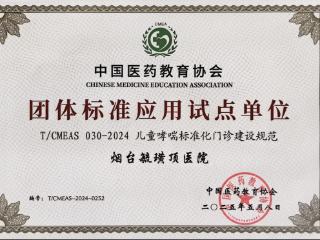 CMEA
中国医药教育协会
CHINESE MEDICINE EDUCATION ASSOCIATION
团体标准应用试点单位
T/CMEAS 030-2024 儿童哮喘标准化门诊建设规范
烟台毓璜顶医院
中国医药教育协会
编号：T/CMEAS-2024-0252
二〇二五年五月八日